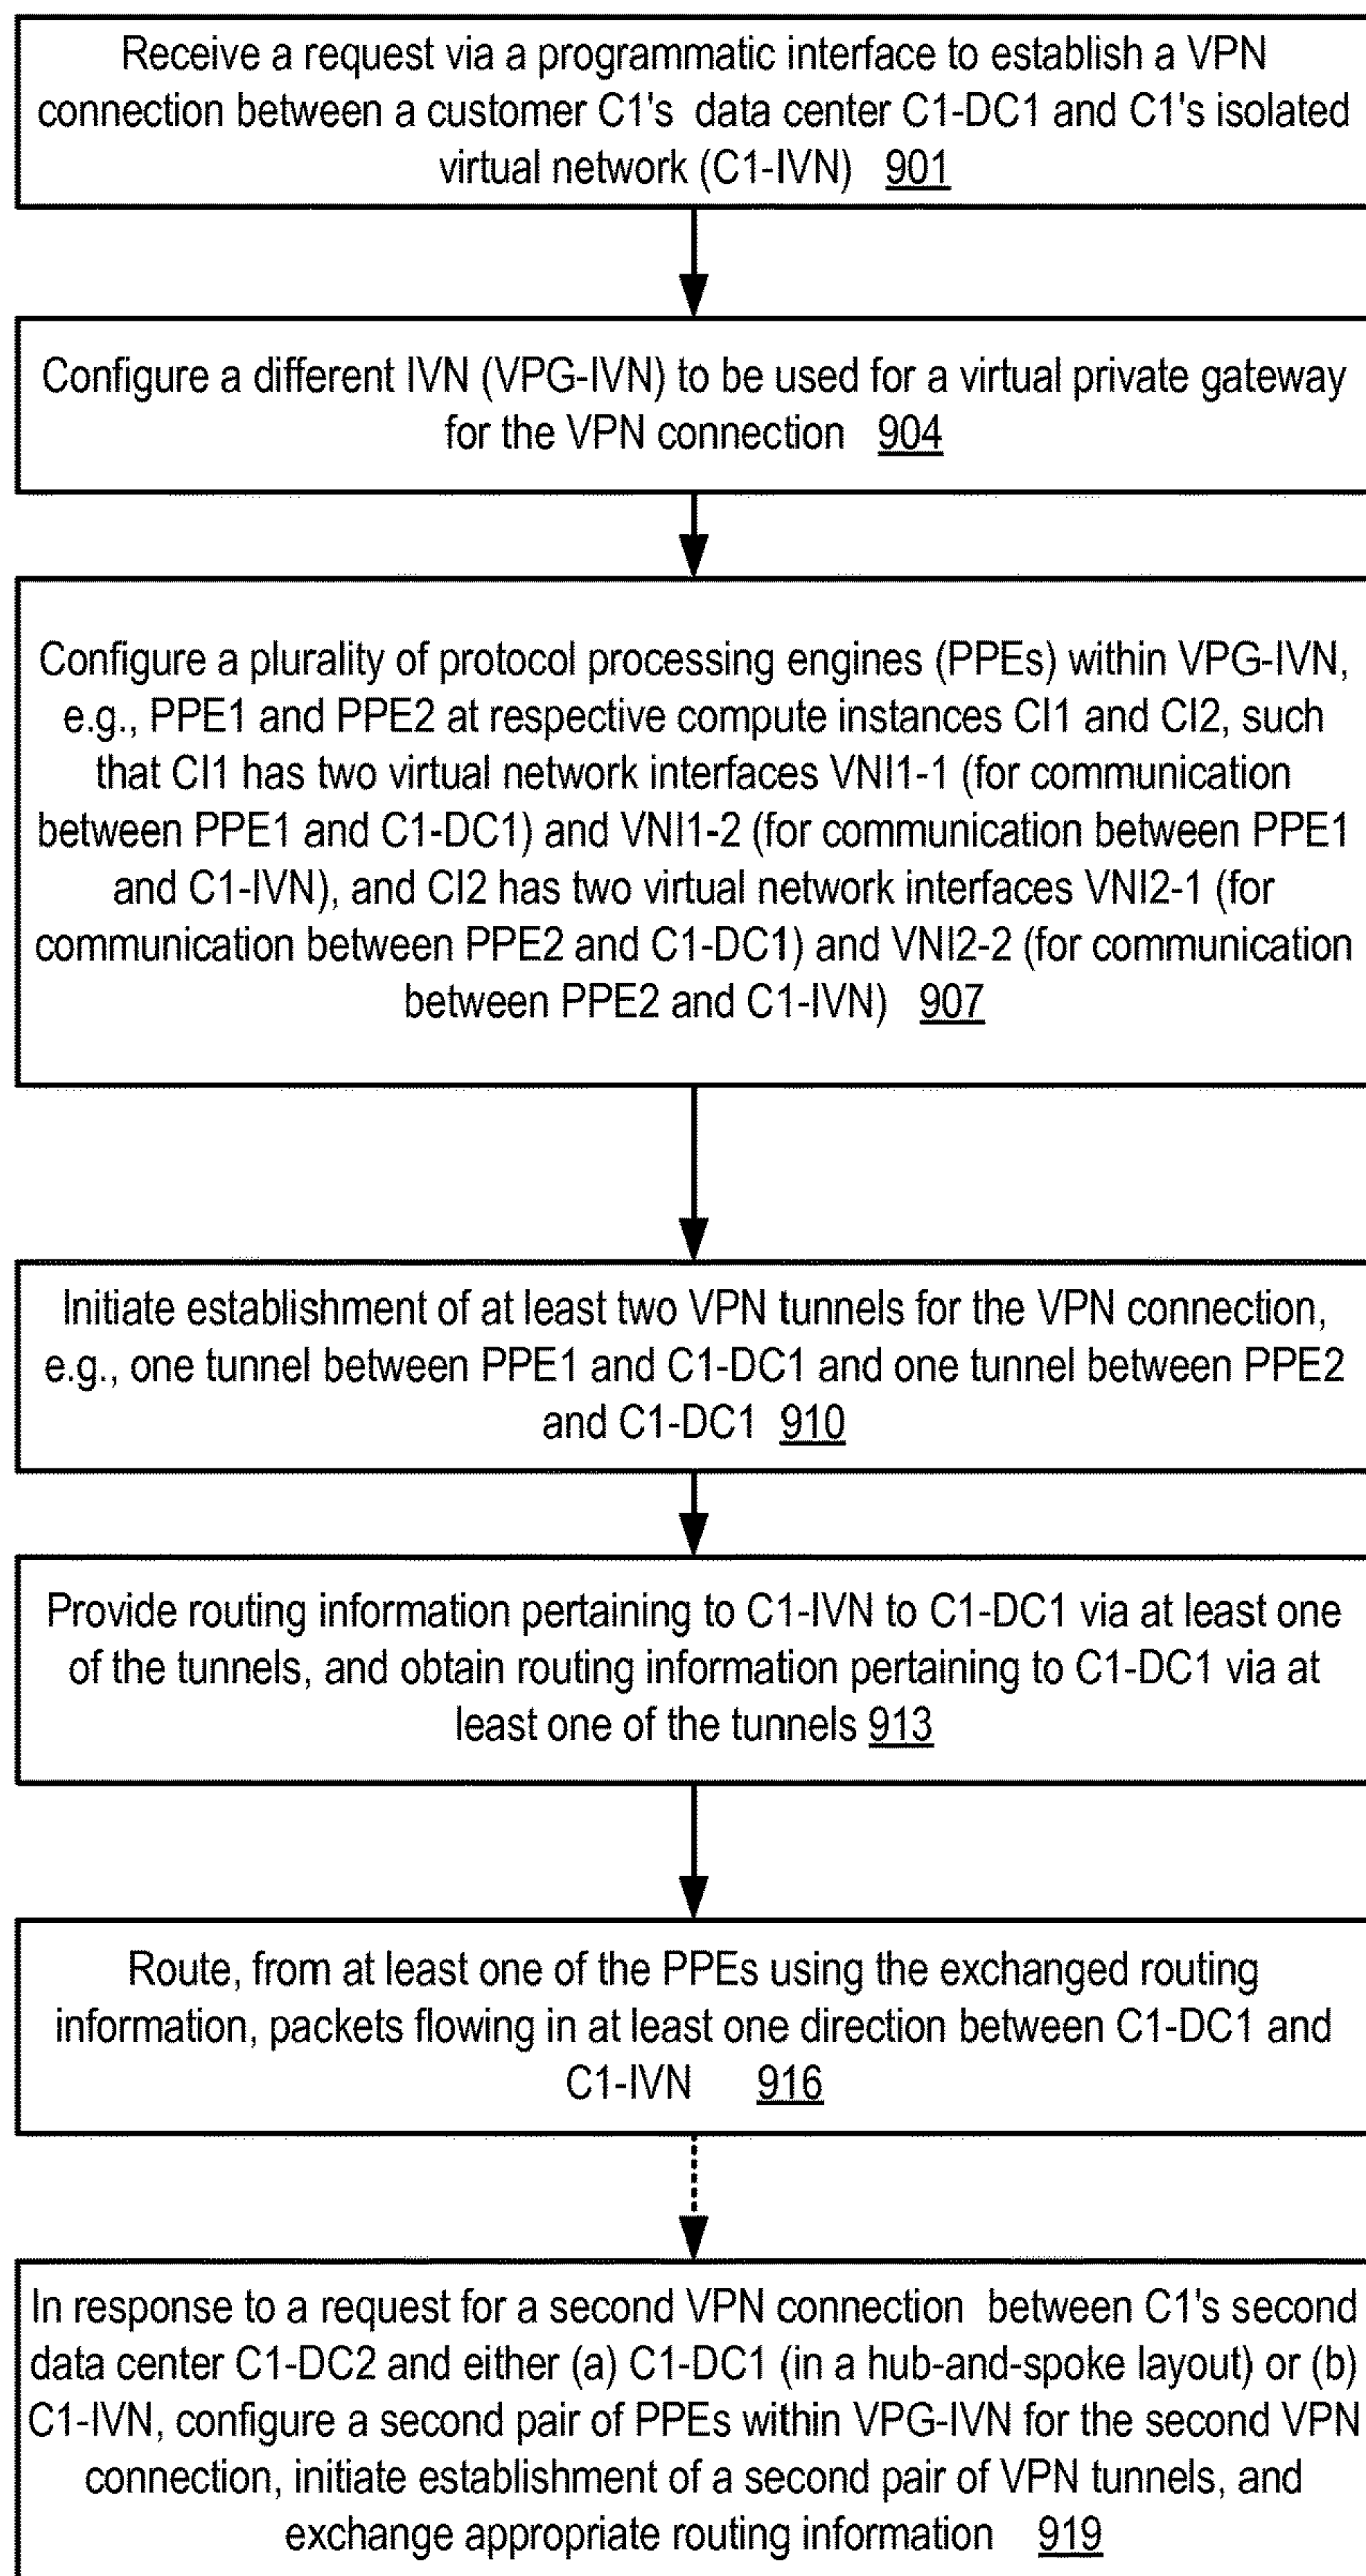 Receive a request via a programmatic interface to establish a VPN
connection between a customer C1's data center C1-DC1 and C1's isolated
virtual network (C1-IVN) 901
Configure a different IVN (VPG-IVN) to be used for a virtual private gateway
for the VPN connection 904
Configure a plurality of protocol processing engines (PPEs) within VPG-IVN,
e.g., PPE1 and PPE2 at respective compute instances CI1 and CI2, such
that CI1 has two virtual network interfaces VNI1-1 (for communication
between PPE1 and C1-DC1) and VNI1-2 (for communication between PPE1
and C1-IVN), and CI2 has two virtual network interfaces VNI2-1 (for
communication between PPE2 and C1-DC1) and VNI2-2 (for communication
between PPE2 and C1-IVN) 907
Initiate establishment of at least two VPN tunnels for the VPN connection,
e.g., one tunnel between PPE1 and C1-DC1 and one tunnel between PPE2
and C1-DC1 910
Provide routing information pertaining to C1-IVN to C1-DC1 via at least one
of the tunnels, and obtain routing information pertaining to C1-DC1 via at
least one of the tunnels 913
Route, from at least one of the PPEs using the exchanged routing
information, packets flowing in at least one direction between C1-DC1 and
C1-IVN 916
In response to a request for a second VPN connection between C1's second
data center C1-DC2 and either (a) C1-DC1 (in a hub-and-spoke layout) or (b)
C1-IVN, configure a second pair of PPEs within VPG-IVN for the second VPN
connection, initiate establishment of a second pair of VPN tunnels, and
exchange appropriate routing information 919